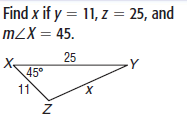 Find x if y = 11, z = 25, and
m∠X = 45.
25
X
Y
45°
11
x
Z